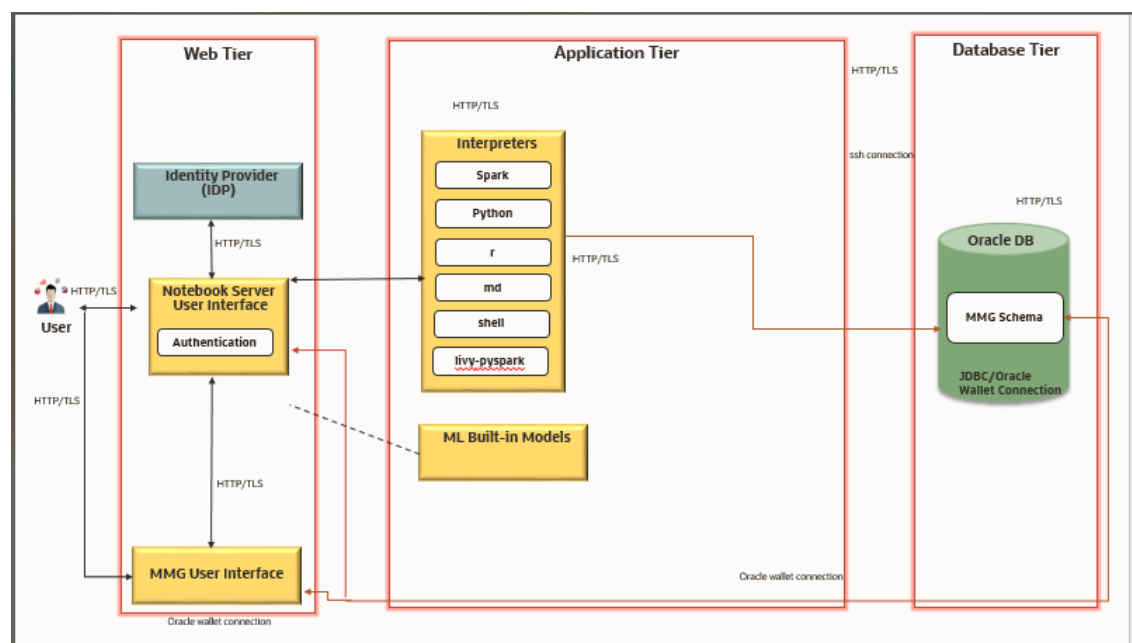 Web Tier
Application Tier
Database Tier
HTTP/TLS
HTTP/TLS
Interpreters
Spark
Python
r
md
shell
livy-pyspark
ssh connection
Identity Provider
(IDP)
HTTP/TLS
HTTP/TLS
Oracle DB
MMG Schema
JDBC/Oracle
Wallet Connection
HTTP/TLS
HTTP/TLS
User
Notebook Server
User Interface
Authentication
HTTP/TLS
ML Built-in Models
HTTP/TLS
MMG User Interface
Oracle wallet connection
Oracle wallet connection